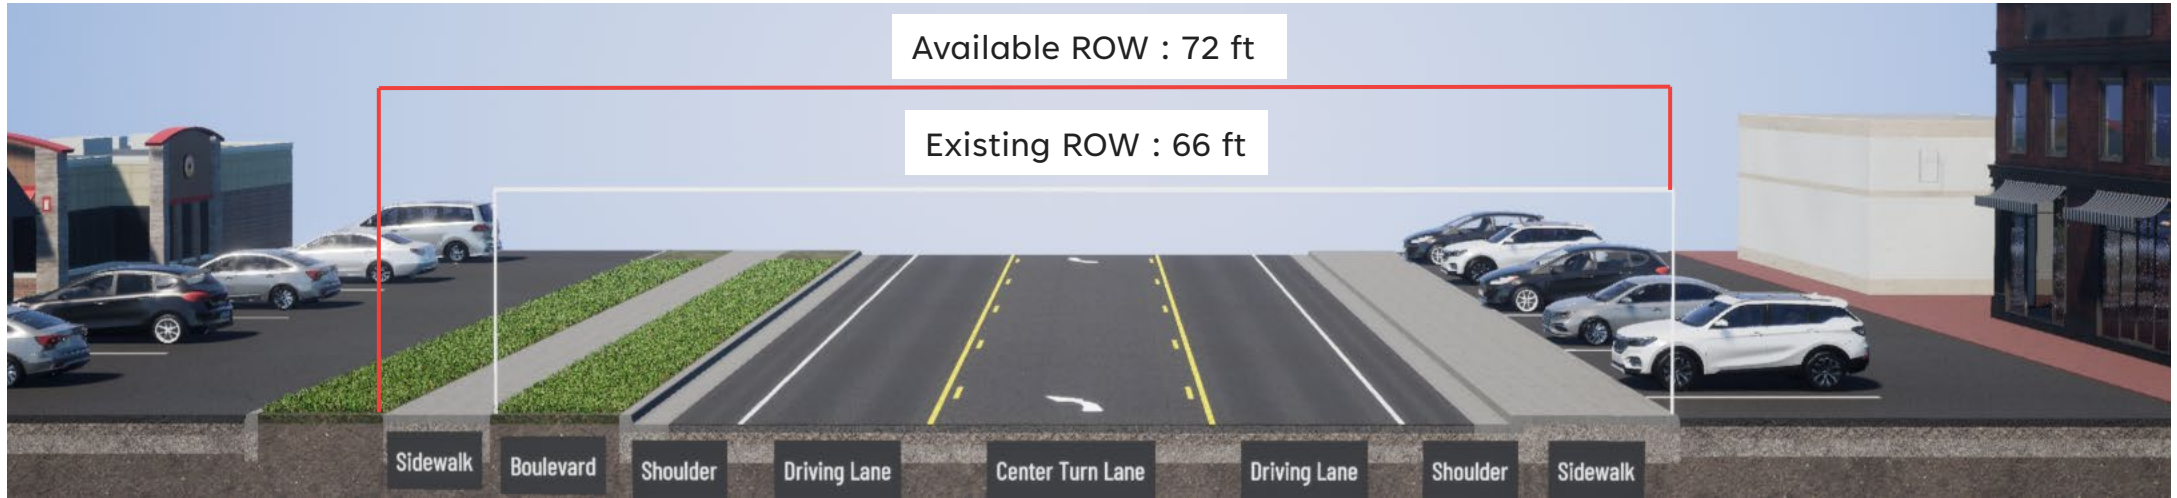 Available ROW : 72 ft
Existing ROW : 66 ft
Sidewalk
Boulevard
Shoulder
Driving Lane
Center Turn Lane
Driving Lane
Shoulder
Sidewalk